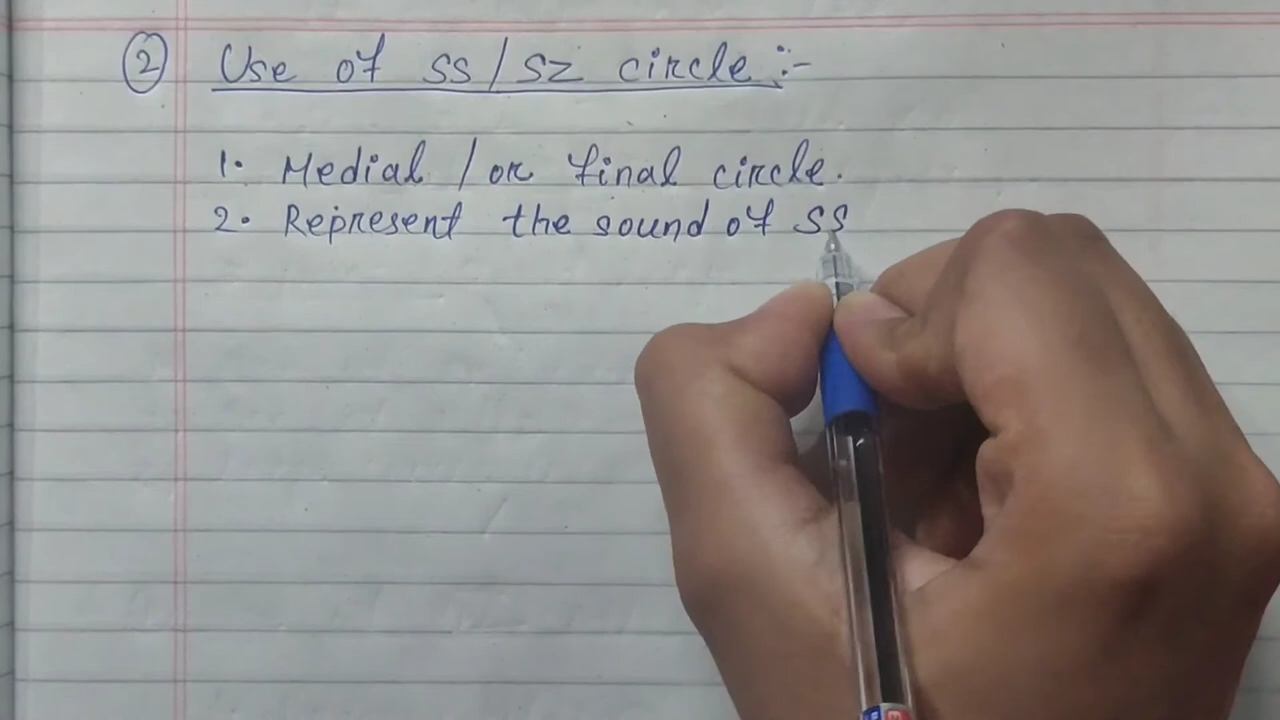 ② Use of ss/sz circle :-
1. Medial / or final circle.
2. Represent the sound of ss